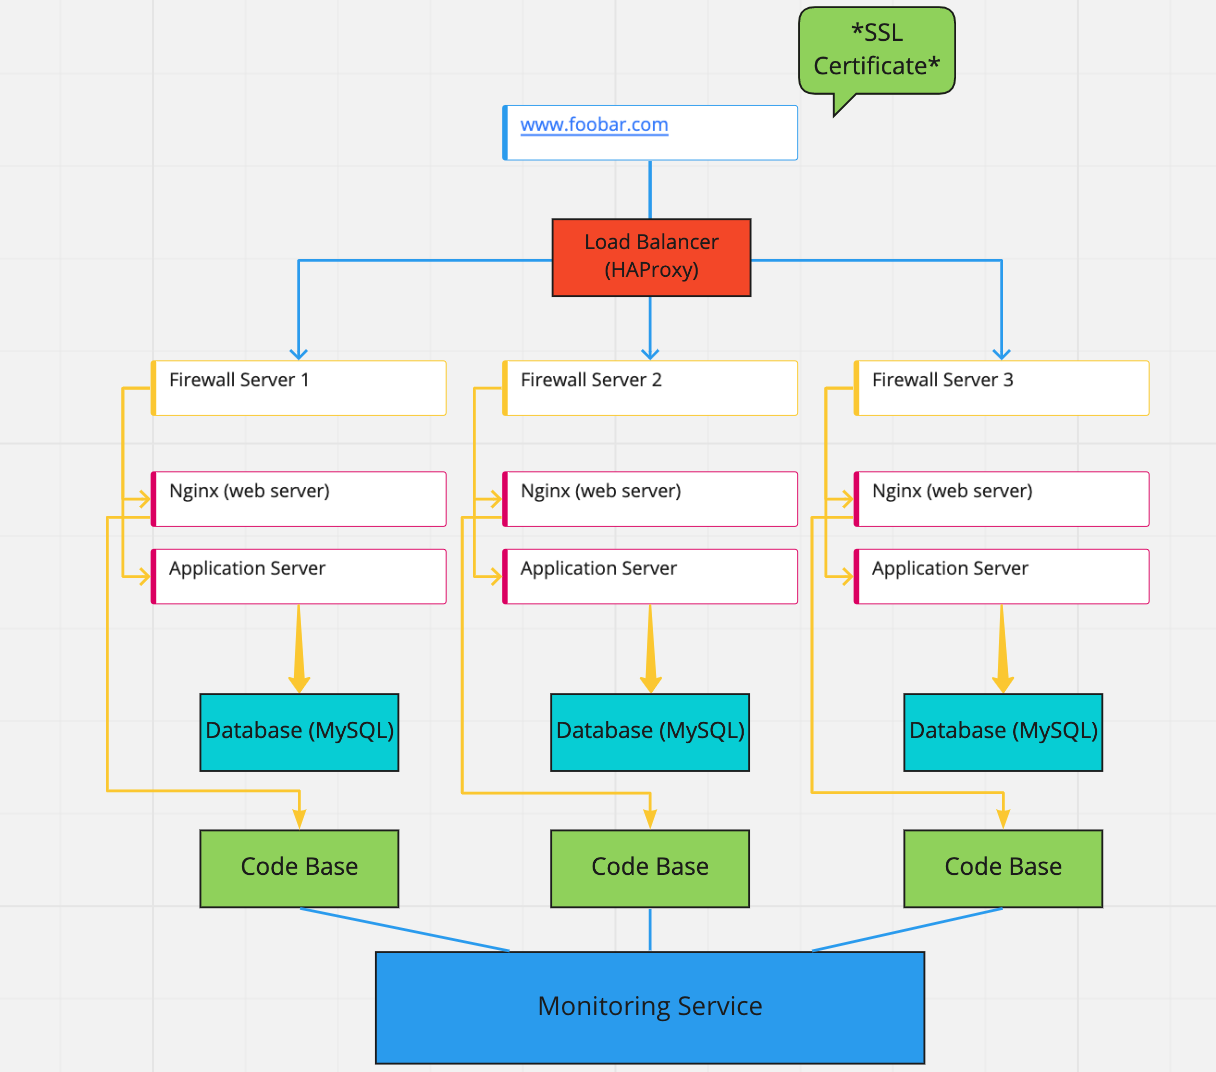 *SSL
Certificate*
www.foobar.com
Load Balancer
(HAProxy)
Firewall Server 1
Firewall Server 2
Firewall Server 3
Nginx (web server)
Nginx (web server)
Nginx (web server)
Application Server
Application Server
Application Server
Database (MySQL)
Database (MySQL)
Database (MySQL)
Code Base
Code Base
Code Base
Monitoring Service